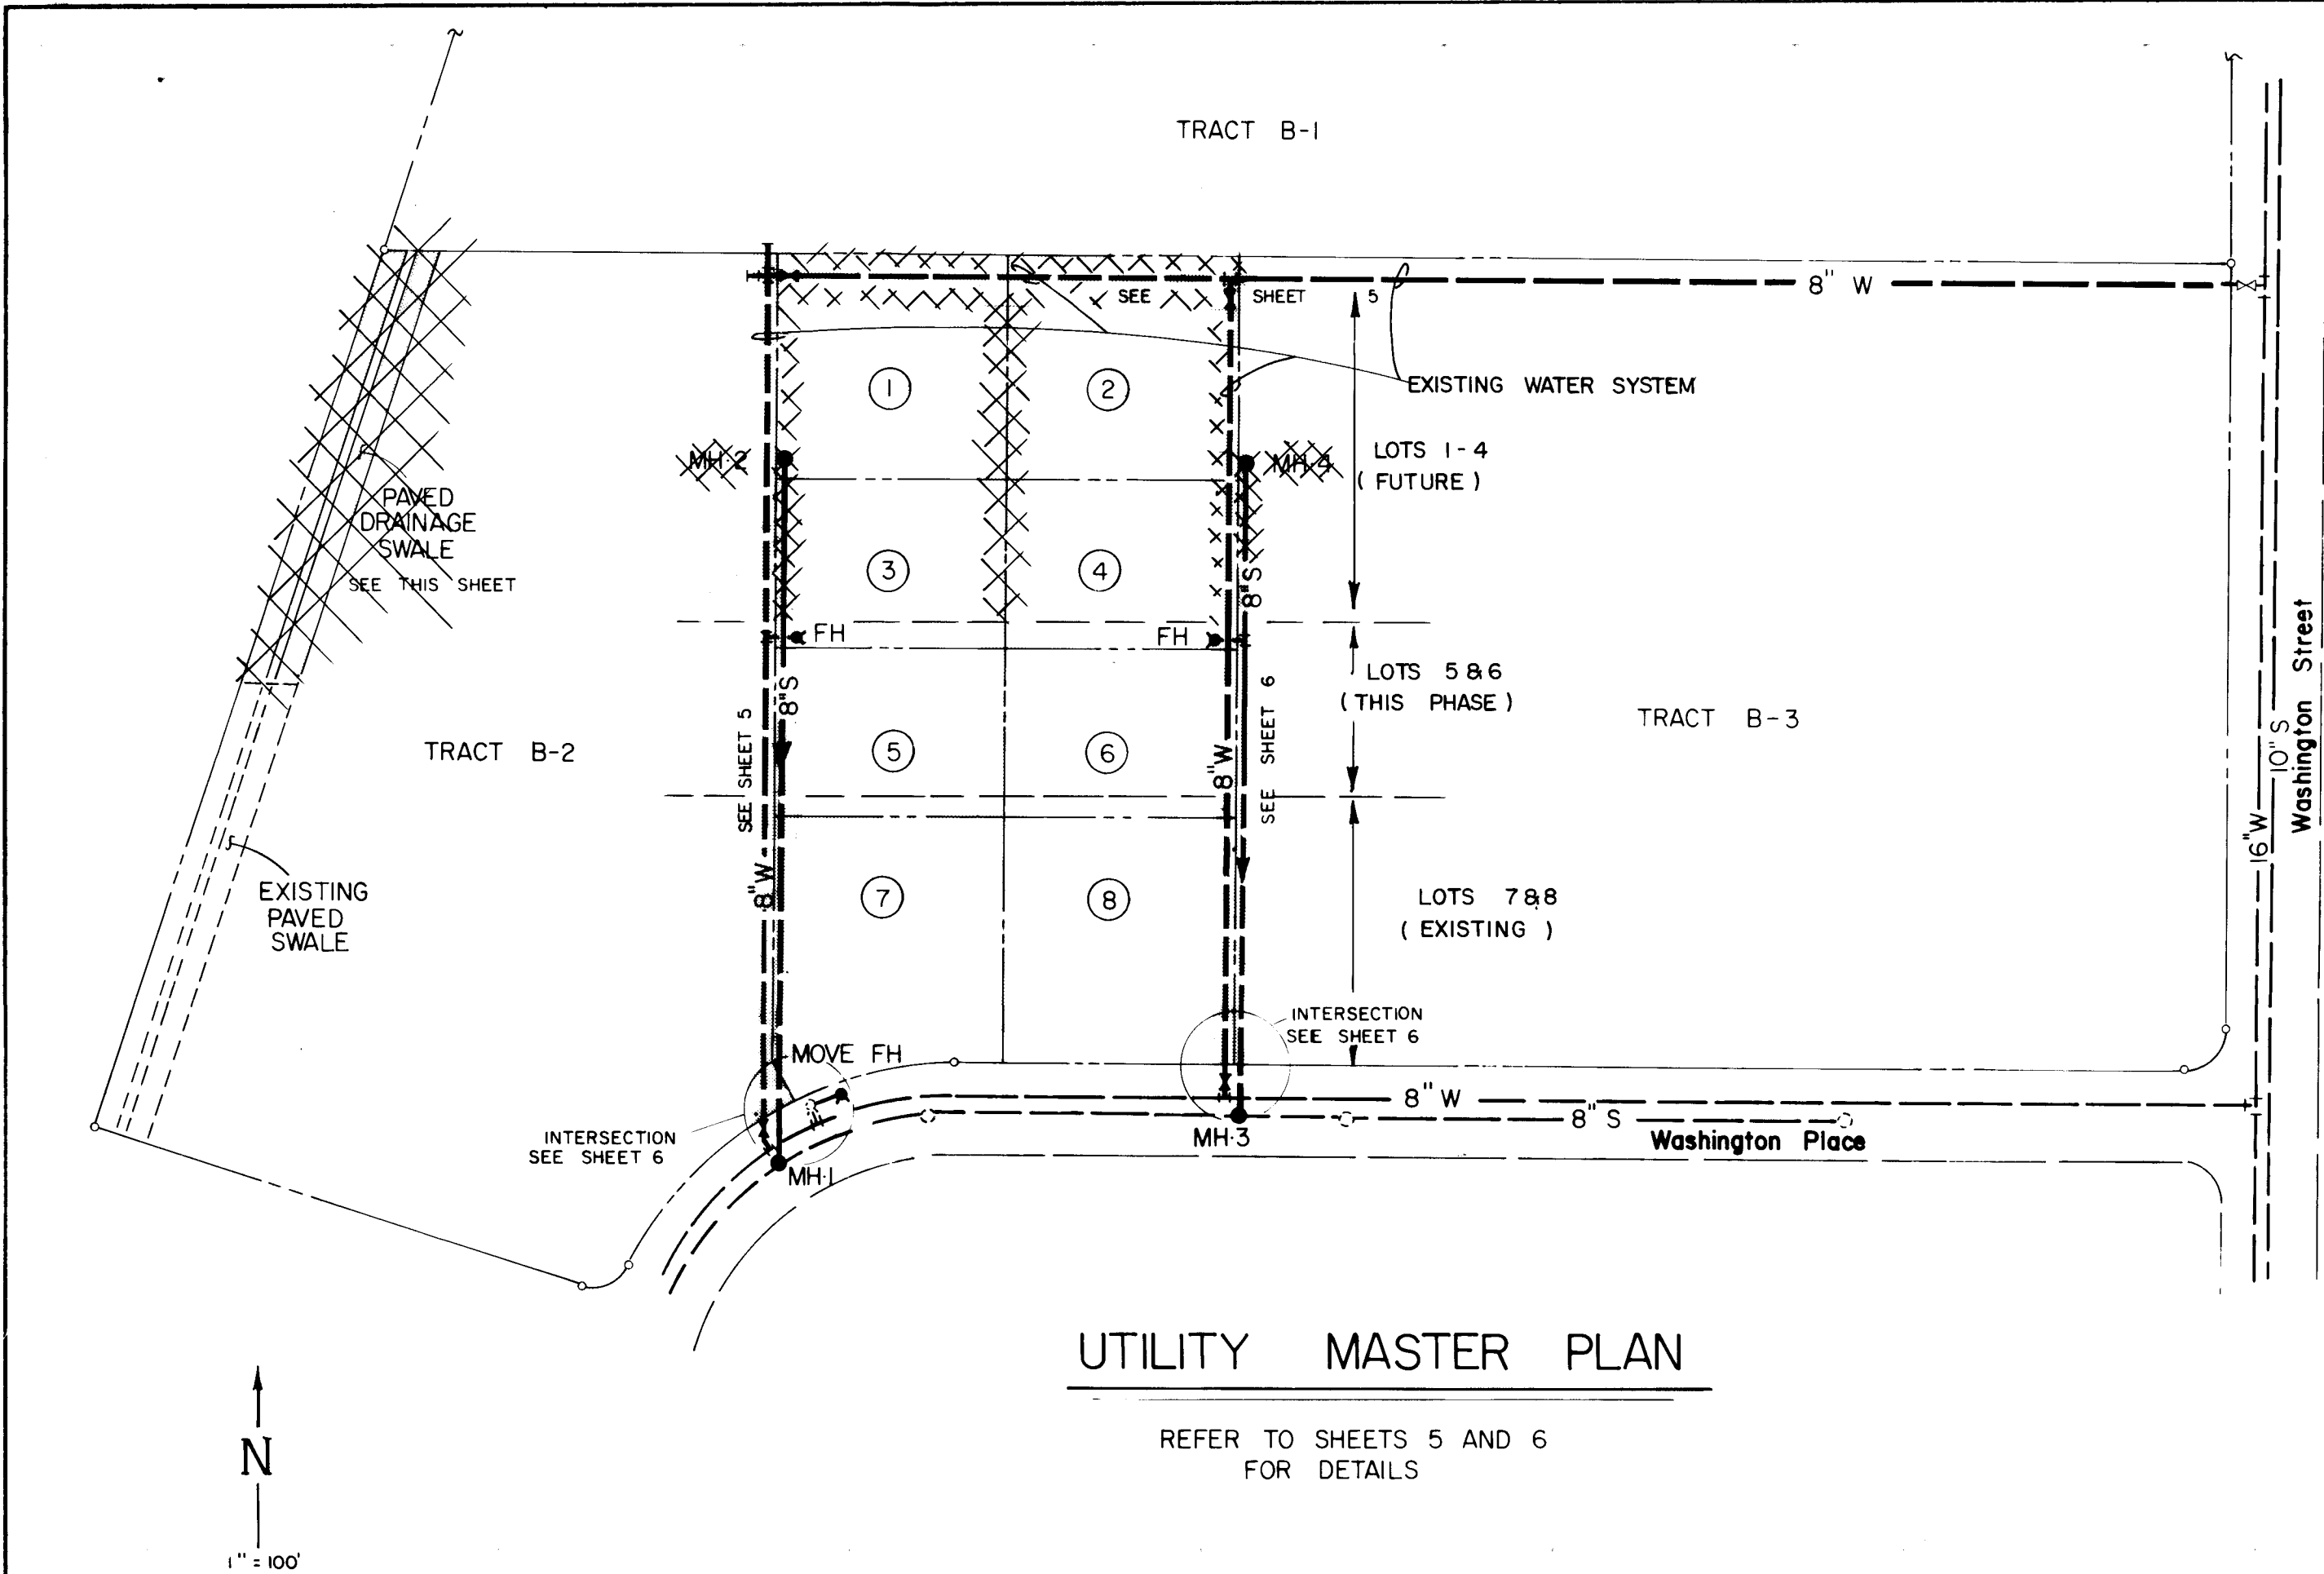 TRACT B-1
8" W
SEE SHEET 5
EXISTING WATER SYSTEM
1
2
MH·2
MH·4
LOTS 1-4
( FUTURE )
PAVED
DRAINAGE
SWALE
SEE THIS SHEET
3
4
8"S
FH
FH
LOTS 5 & 6
( THIS PHASE )
8"S
SEE SHEET 5
SEE SHEET 6
TRACT B-2
5
6
8"W
TRACT B-3
10"S
Washington Street
16"W
8"W
EXISTING
PAVED
SWALE
7
8
LOTS 7&8
( EXISTING )
INTERSECTION
SEE SHEET 6
MOVE FH
FH
8" W
8" S
Washington Place
INTERSECTION
SEE SHEET 6
MH·3
MH·1
UTILITY MASTER PLAN
REFER TO SHEETS 5 AND 6
FOR DETAILS
N
1" = 100'